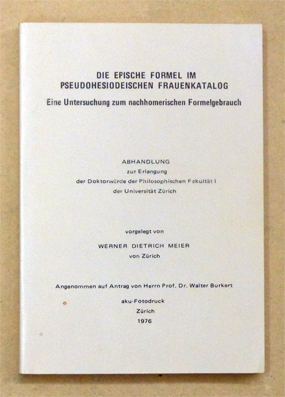 DIE EPISCHE FORMEL IM
PSEUDOHESIODEISCHEN FRAUENKATALOG
Eine Untersuchung zum nachhomerischen Formelgebrauch
ABHANDLUNG
zur Erlangung
der Doktorwürde der Philosophischen Fakultät I
der Universität Zürich
vorgelegt von
WERNER DIETRICH MEIER
von Zürich
Angenommen auf Antrag von Herrn Prof. Dr. Walter Burkert
aku-Fotodruck
Zürich
1976